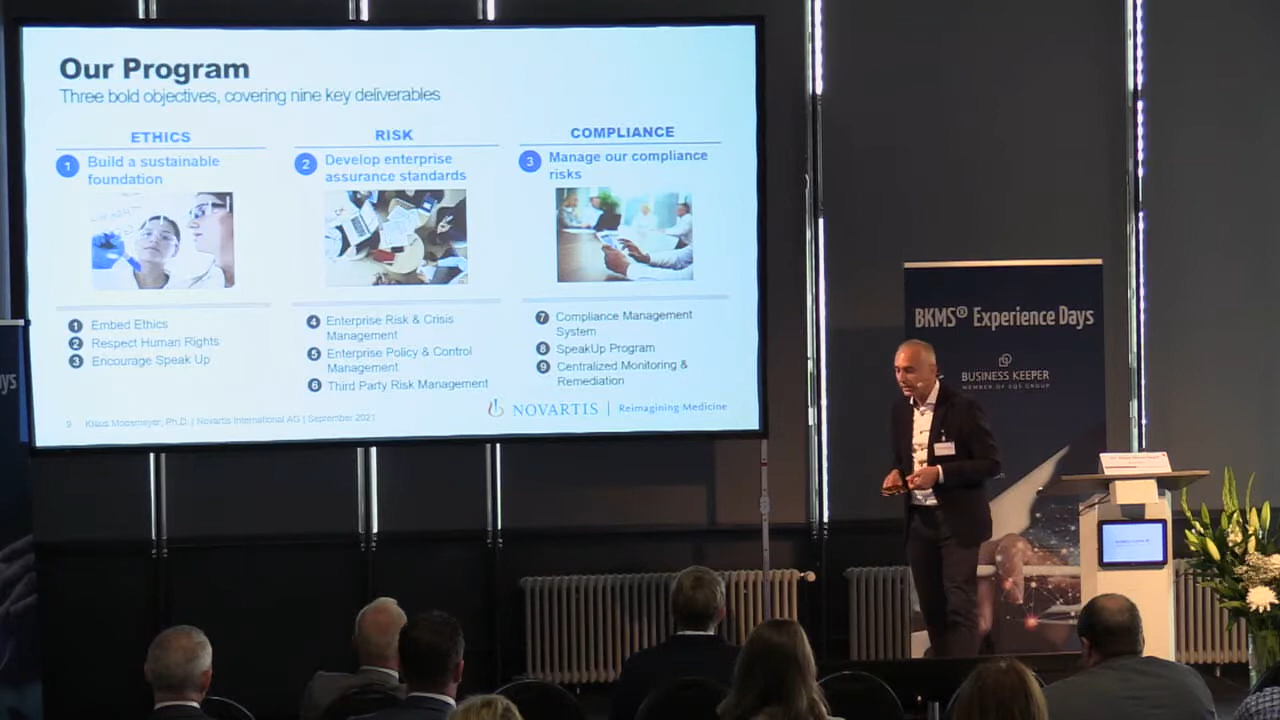 Our Program
Three bold objectives, covering nine key deliverables
ETHICS
1 Build a sustainable
foundation
RISK
2 Develop enterprise
assurance standards
COMPLIANCE
3 Manage our compliance
risks
1 Embed Ethics
2 Respect Human Rights
3 Encourage Speak Up
4 Enterprise Risk & Crisis
Management
5 Enterprise Policy & Control
Management
6 Third Party Risk Management
7 Compliance Management
System
8 SpeakUp Program
9 Centralized Monitoring &
Remediation
9 Klaus Moosmayer, Ph.D. | Novartis International AG | September 2021
NOVARTIS | Reimagining Medicine
BKMS® Experience Days
BUSINESS KEEPER
MEMBER OF EQS GROUP
ays